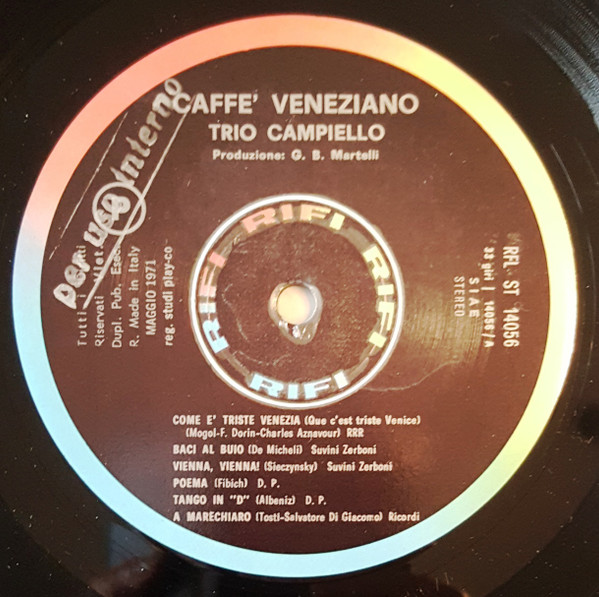 CAFFE' VENEZIANO
TRIO CAMPIELLO
Produzione: G. B. Martelli
per uso interno
Tutti i
Riservati
Dupl. Pub. Esec.
R. Made in Italy
MAGGIO 1971
reg. studi play-co
RIFI RIFI RIFI RIFI
RFL ST 14056
33 giri / 14056/A
SIAE
STEREO
COME E' TRISTE VENEZIA (Que c'est triste Venice)
(Mogol-F. Dorin-Charles Aznavour) RRR
BACI AL BUIO (De Micheli) Suvini Zerboni
VIENNA, VIENNA! (Sieczynsky) Suvini Zerboni
POEMA (Fibich) D. P.
TANGO IN "D" (Albeniz) D. P.
A MARECHIARO (Tosti-Salvatore Di Giacomo) Ricordi